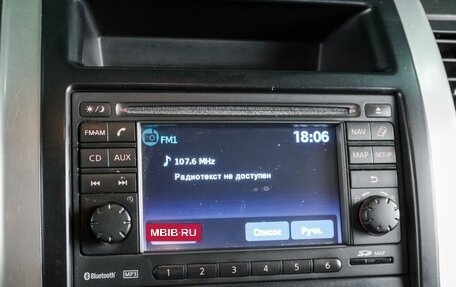 FM1
18:06
FM·AM
NAV
107.6 MHz
CD
AUX
MAP
SETUP
Радиотекст не доступен
MBIB·RU
Список
Ручн.
Bluetooth
MP3
1 2 3 4 5 6
SD
MAP